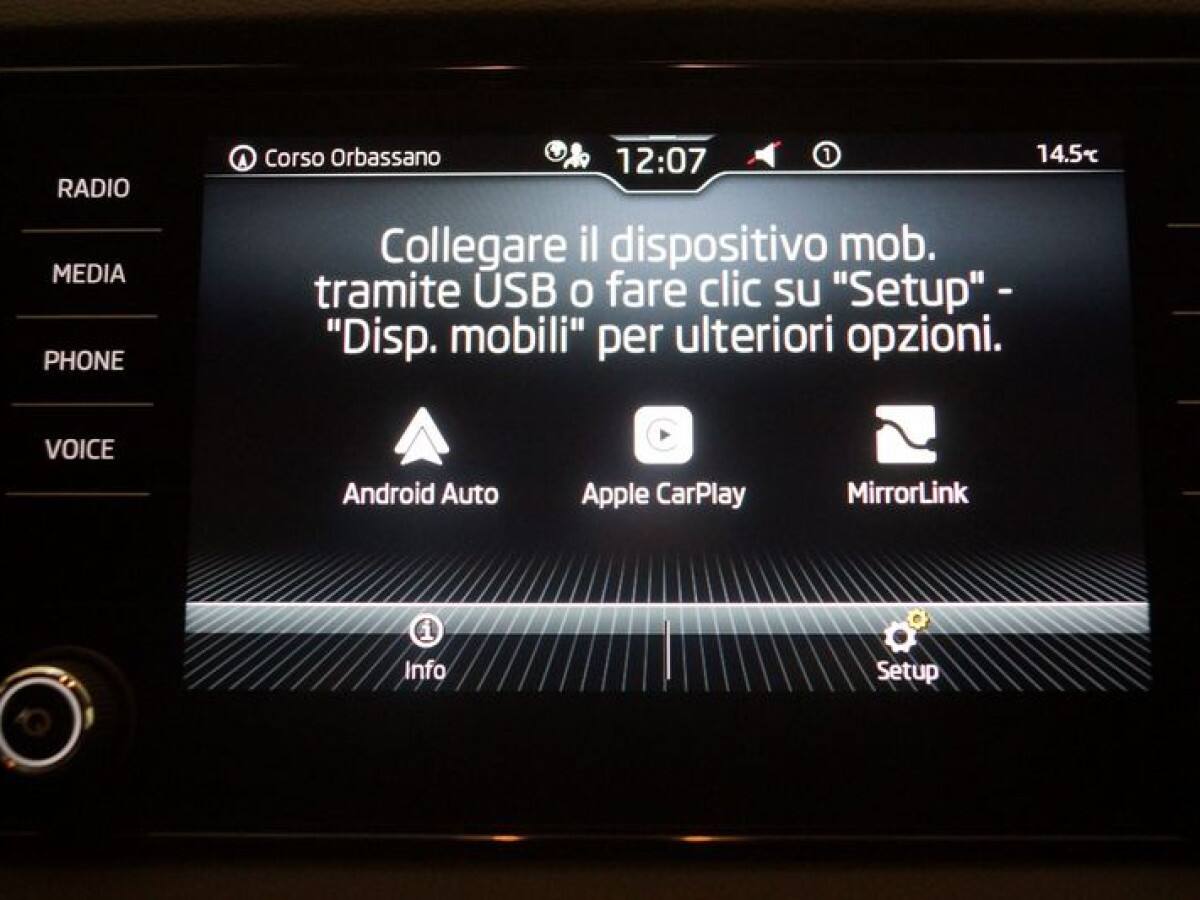 Corso Orbassano
12:07
1
14.5°C
RADIO
MEDIA
PHONE
VOICE
Collegare il dispositivo mob.
tramite USB o fare clic su "Setup" -
"Disp. mobili" per ulteriori opzioni.
Android Auto
Apple CarPlay
MirrorLink
Info
Setup